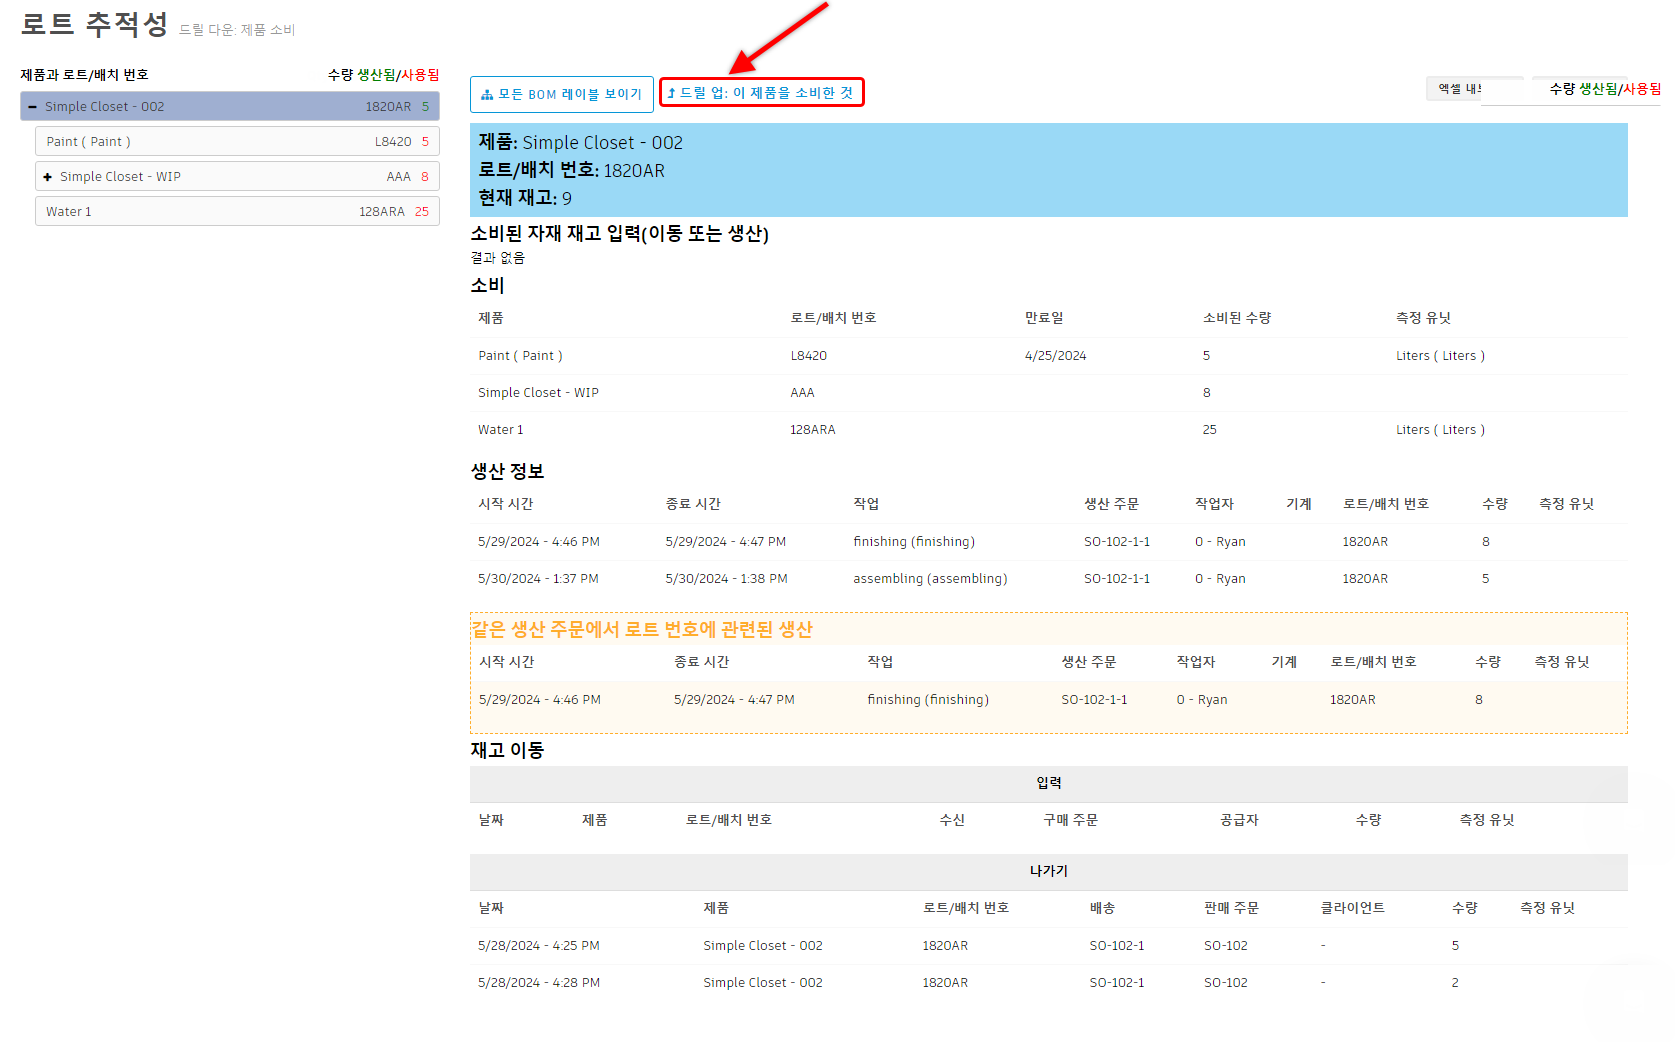 로트 추적성 드릴 다운: 제품 소비
제품과 로트/배치 번호 수량 생산됨/사용됨
Simple Closet - 002 1820AR 5
Paint ( Paint ) L8420 5
Simple Closet - WIP AAA 8
Water 1 128ARA 25
모든 BOM 레이블 보이기 드릴 업: 이 제품을 소비한 것 엑셀 수량 생산됨/사용됨
제품: Simple Closet - 002
로트/배치 번호: 1820AR
현재 재고: 9
소비된 자재 재고 입력(이동 또는 생산)
결과 없음
소비
제품 로트/배치 번호 만료일 소비된 수량 측정 유닛
Paint ( Paint ) L8420 4/25/2024 5 Liters ( Liters )
Simple Closet - WIP AAA 8
Water 1 128ARA 25 Liters ( Liters )
생산 정보
시작 시간 종료 시간 작업 생산 주문 작업자 기계 로트/배치 번호 수량 측정 유닛
5/29/2024 - 4:46 PM 5/29/2024 - 4:47 PM finishing (finishing) SO-102-1-1 0 - Ryan 1820AR 8
5/30/2024 - 1:37 PM 5/30/2024 - 1:38 PM assembling (assembling) SO-102-1-1 0 - Ryan 1820AR 5
같은 생산 주문에서 로트 번호에 관련된 생산
시작 시간 종료 시간 작업 생산 주문 작업자 기계 로트/배치 번호 수량 측정 유닛
5/29/2024 - 4:46 PM 5/29/2024 - 4:47 PM finishing (finishing) SO-102-1-1 0 - Ryan 1820AR 8
재고 이동
입력
날짜 제품 로트/배치 번호 수신 구매 주문 공급자 수량 측정 유닛
나가기
날짜 제품 로트/배치 번호 배송 판매 주문 클라이언트 수량 측정 유닛
5/28/2024 - 4:25 PM Simple Closet - 002 1820AR SO-102-1 SO-102 - 5
5/28/2024 - 4:28 PM Simple Closet - 002 1820AR SO-102-1 SO-102 - 2